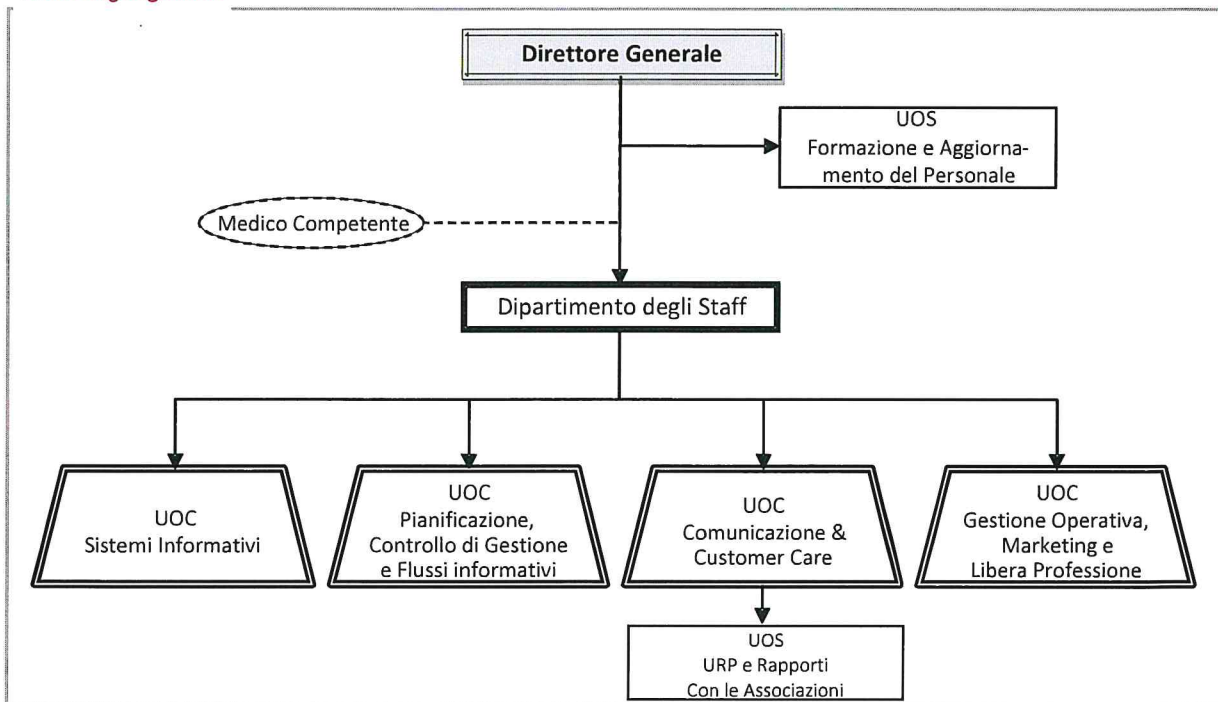 Direttore Generale
UOS
Formazione e Aggiorna-
mento del Personale
Medico Competente
Dipartimento degli Staff
UOC
Sistemi Informativi
UOC
Pianificazione,
Controllo di Gestione
e Flussi informativi
UOC
Comunicazione &
Customer Care
UOC
Gestione Operativa,
Marketing e
Libera Professione
UOS
URP e Rapporti
Con le Associazioni